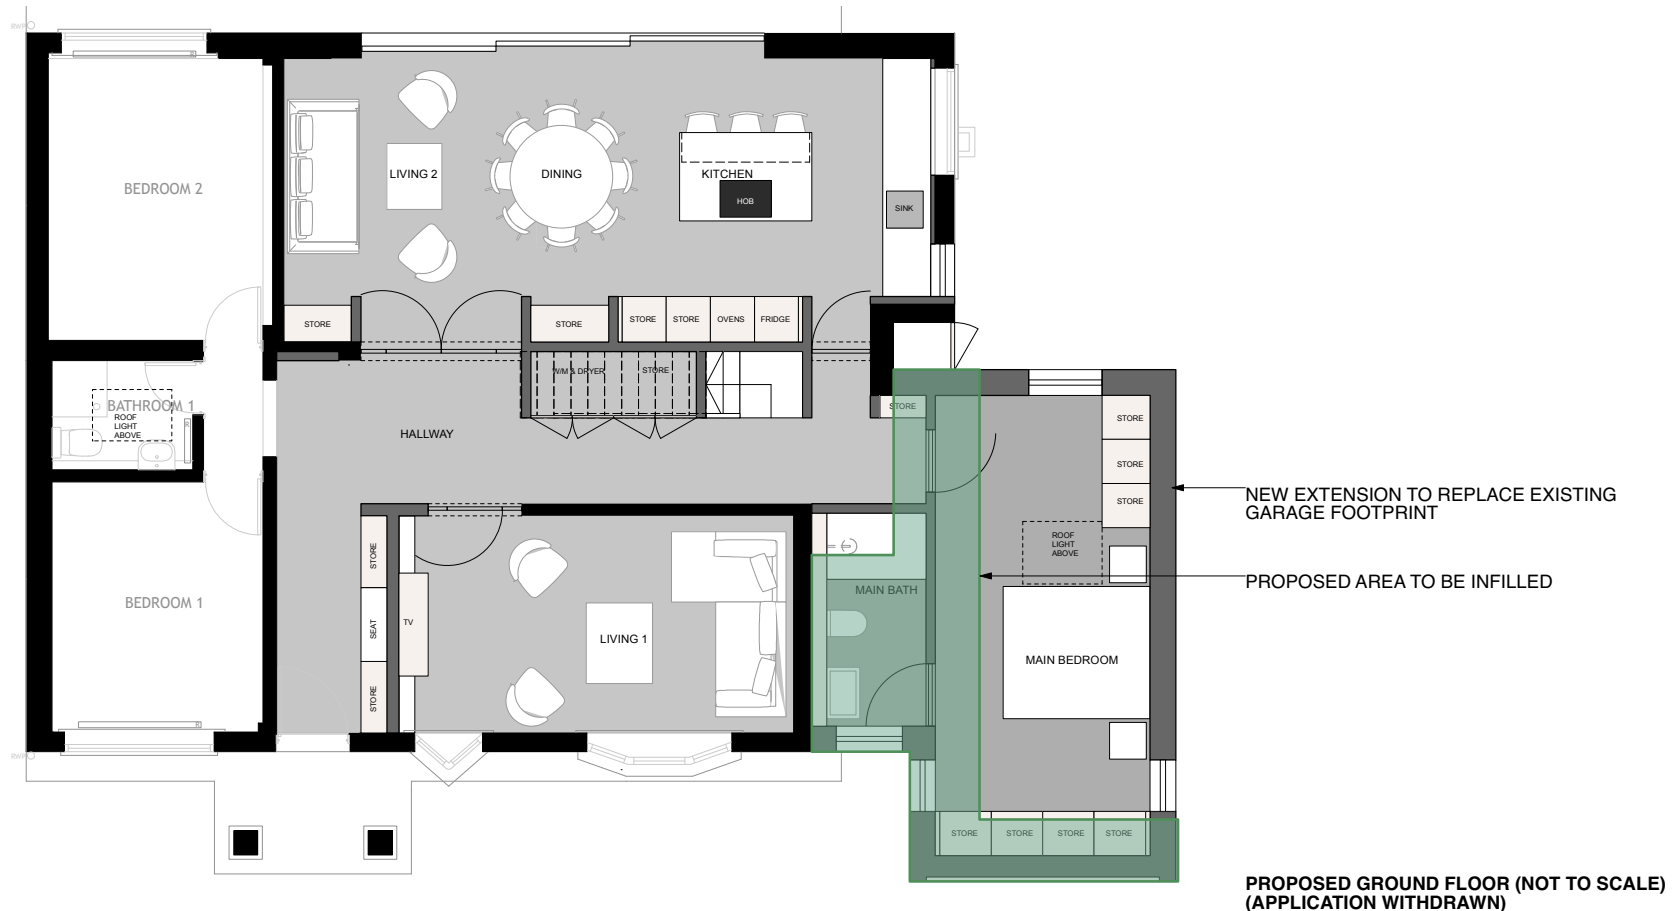 RWP
BEDROOM 2
LIVING 2
DINING
KITCHEN
HOB
SINK
STORE
STORE
STORE
STORE
OVENS
FRIDGE
W/M & DRYER
STORE
BATHROOM 1
ROOF
LIGHT
ABOVE
HALLWAY
STORE
STORE
STORE
STORE
NEW EXTENSION TO REPLACE EXISTING
GARAGE FOOTPRINT
ROOF
LIGHT
ABOVE
STORE
SEAT
STORE
TV
LIVING 1
BEDROOM 1
MAIN BATH
PROPOSED AREA TO BE INFILLED
MAIN BEDROOM
RWP
STORE
STORE
STORE
STORE
PROPOSED GROUND FLOOR (NOT TO SCALE)
(APPLICATION WITHDRAWN)